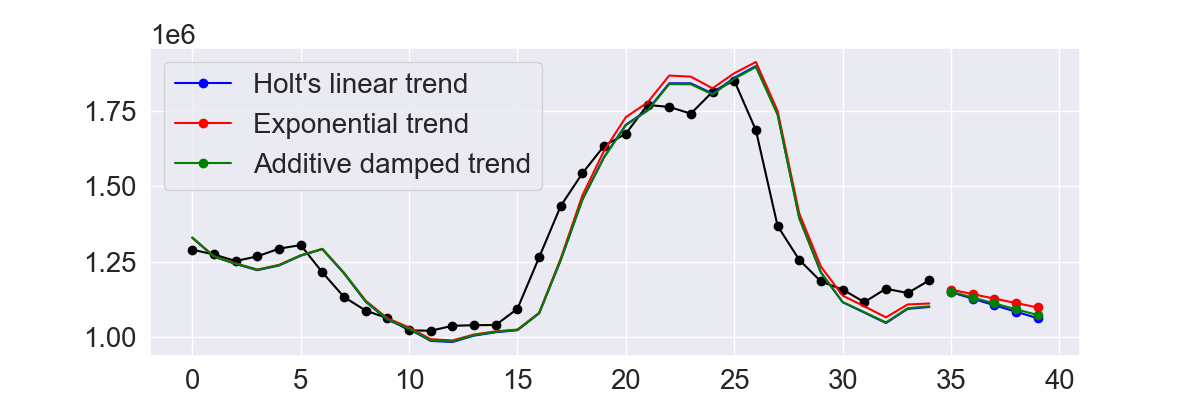 1e6
Holt's linear trend
Exponential trend
Additive damped trend
1.75
1.50
1.25
1.00
0 5 10 15 20 25 30 35 40